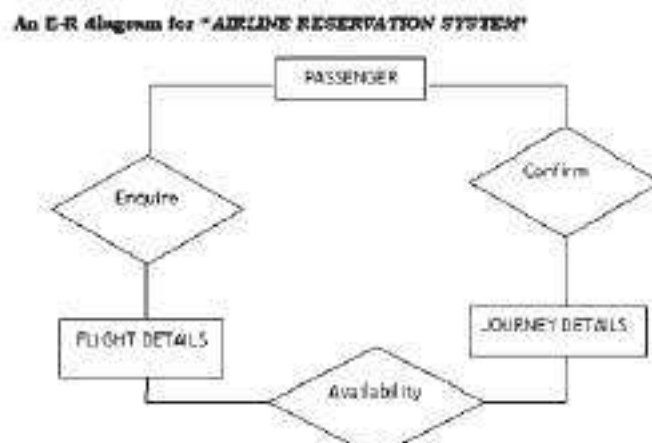 An E-R diagram for "AIRLINE RESERVATION SYSTEM"
PASSENGER
Enquire
Confirm
FLIGHT DETAILS
JOURNEY DETAILS
Availability